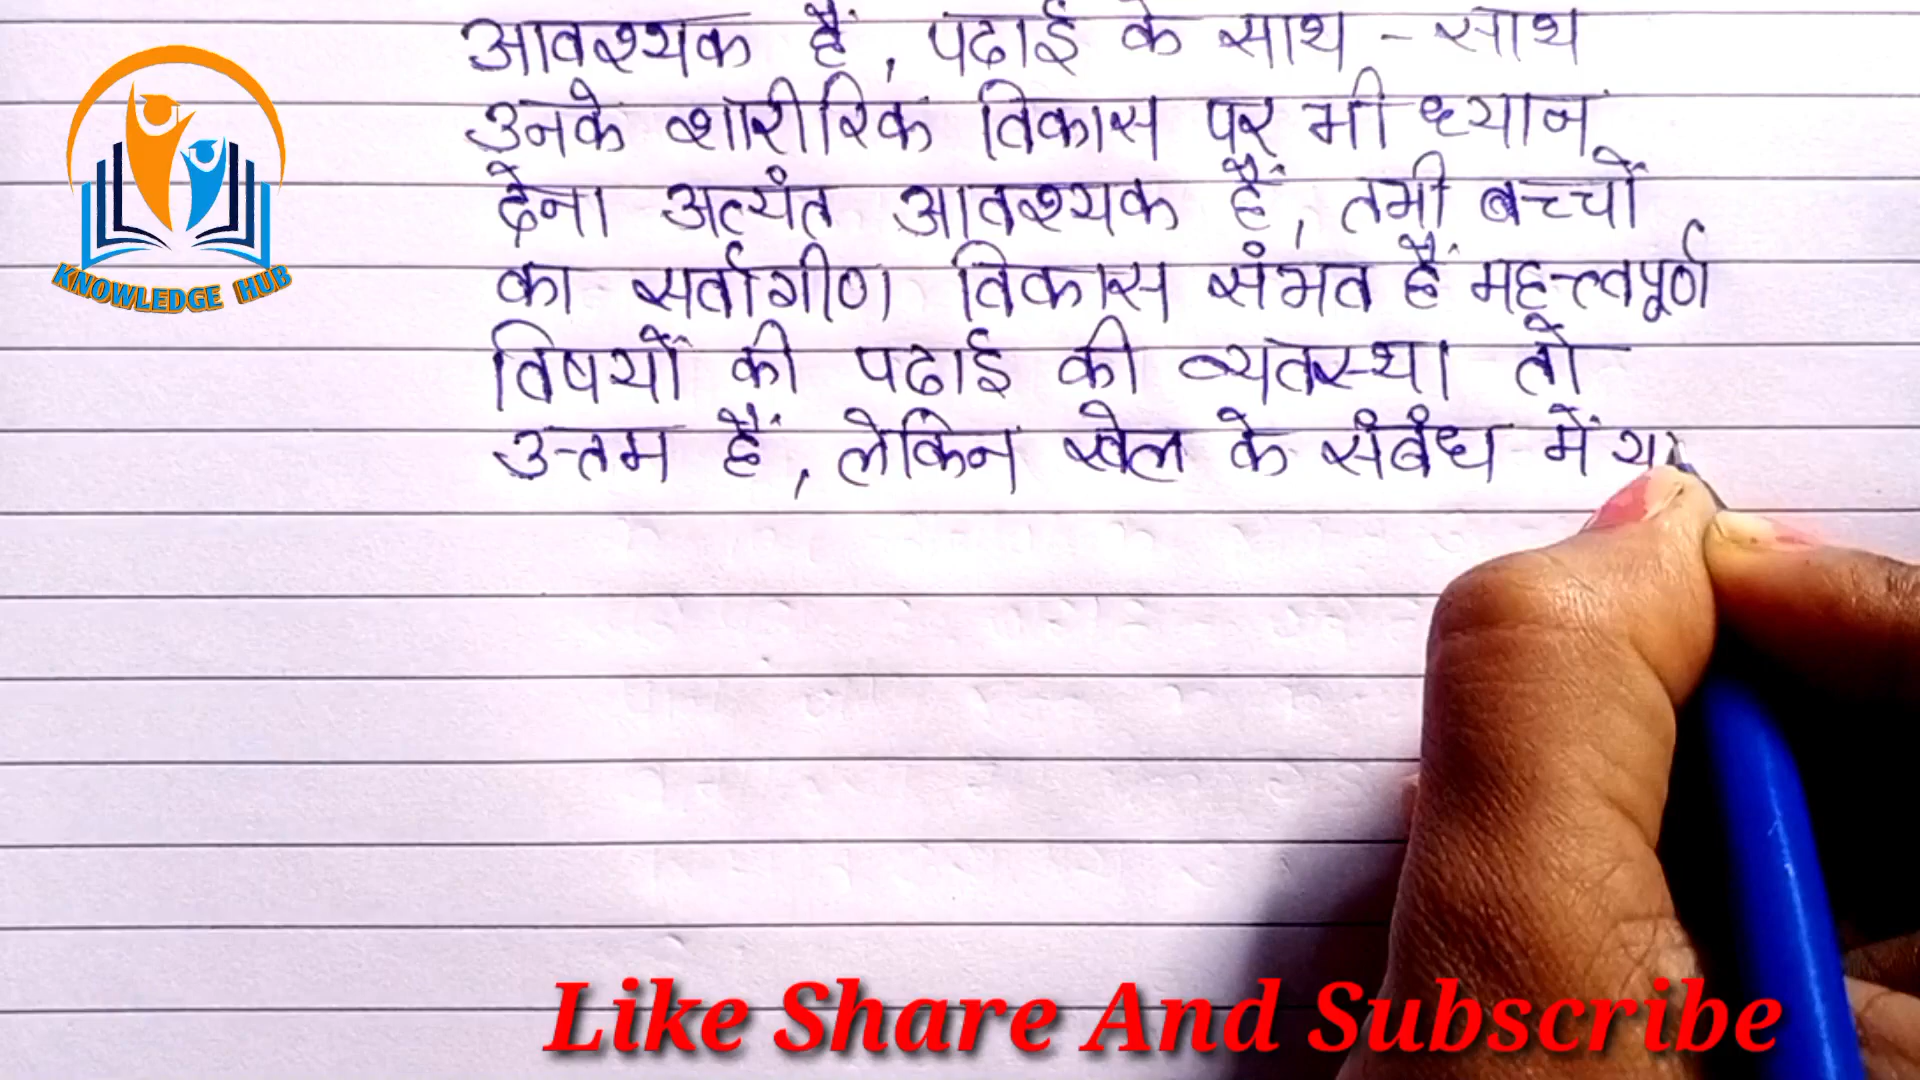 आवश्यक हैं, पढाई के साथ - साथ
उनके शारीरिक विकास पर भी ध्यान
देना अत्यंत आवश्यक हैं, तभी बच्चों
का सर्वागीण विकास संभव हैं महत्त्वपूर्ण
विषयों की पढाई की व्यवस्था तो
उत्तम हैं, लेकिन खेल के संबंध में
KNOWLEDGE HUB
Like Share And Subscribe